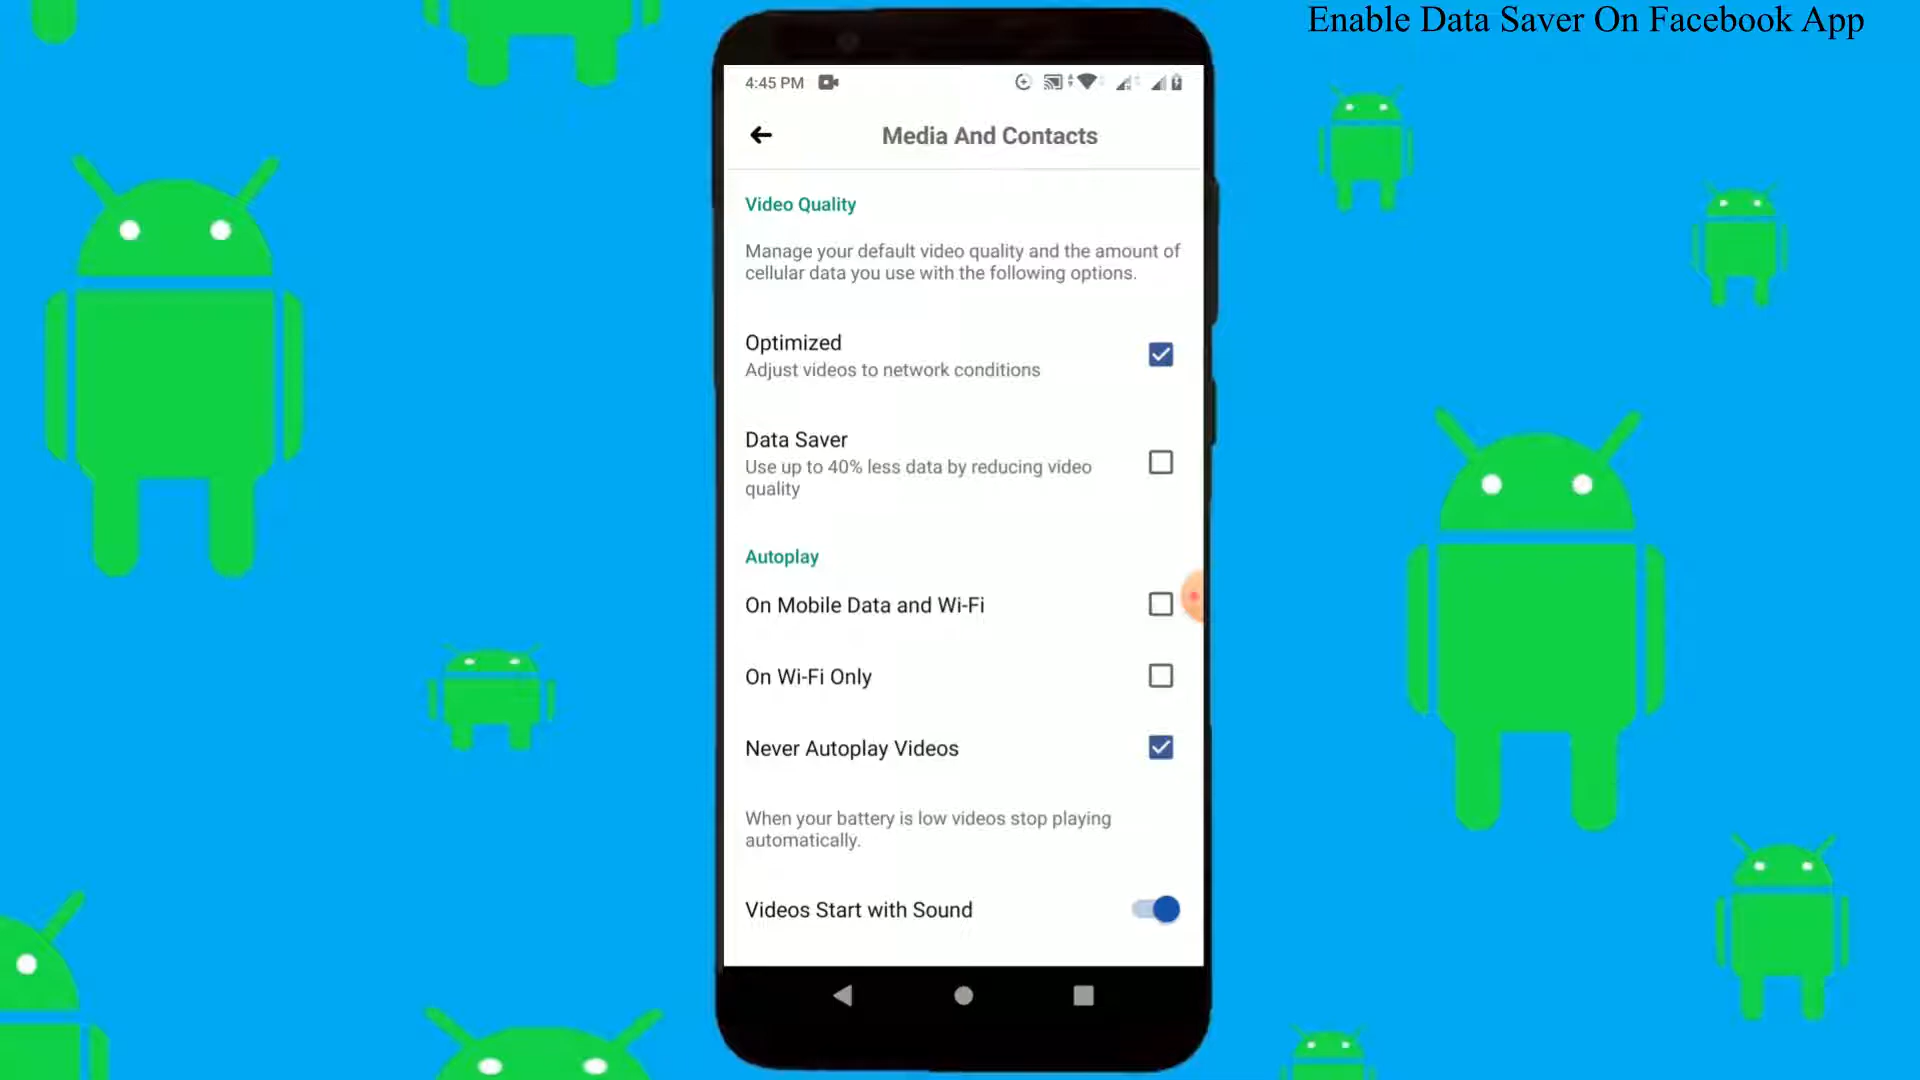 Enable Data Saver On Facebook App
4:45 PM
Media And Contacts
Video Quality
Manage your default video quality and the amount of
cellular data you use with the following options.
Optimized
Adjust videos to network conditions
Data Saver
Use up to 40% less data by reducing video
quality
Autoplay
On Mobile Data and Wi-Fi
On Wi-Fi Only
Never Autoplay Videos
When your battery is low videos stop playing
automatically.
Videos Start with Sound